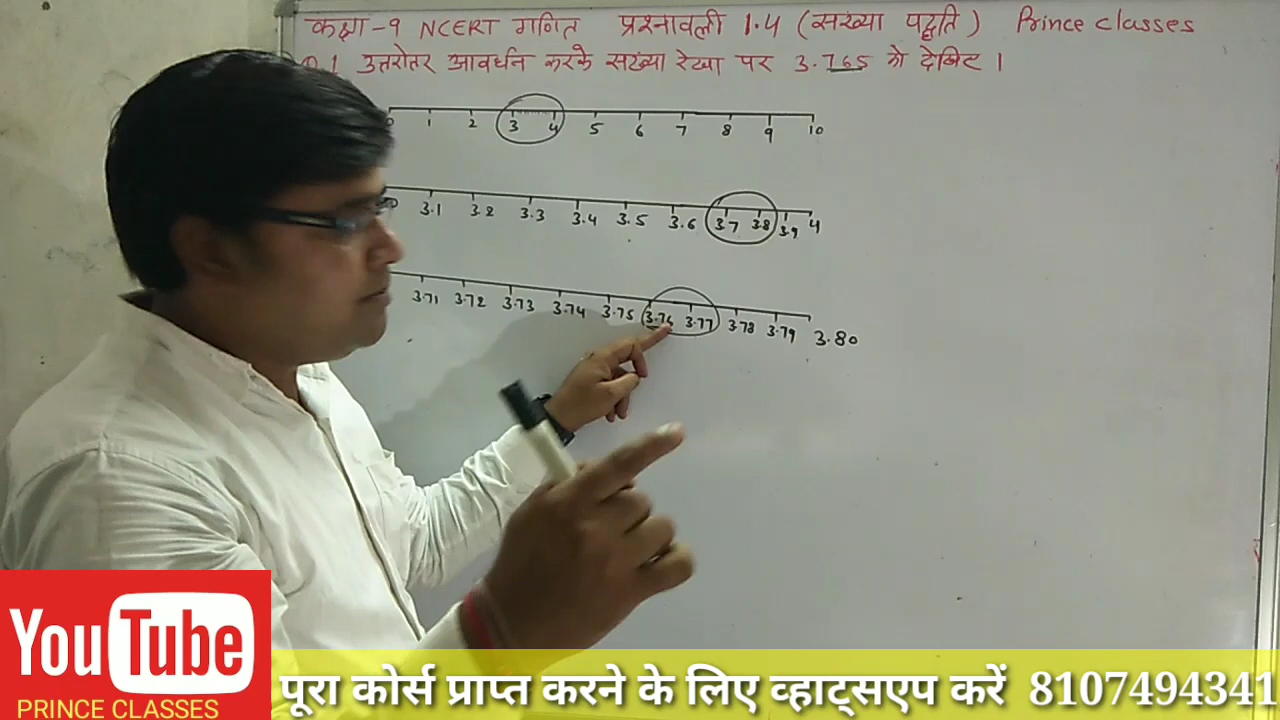 कक्षा-9 NCERT गणित प्रश्नावली 1.4 (सख्या पद्धति) Prince classes
Q.1 उत्तरोतर आवर्धन करके सख्या रेखा पर 3.765 को देखिए ।
1 2 3 4 5 6 7 8 9 10
3.1 3.2 3.3 3.4 3.5 3.6 3.7 3.8 3.9 4
3.71 3.72 3.73 3.74 3.75 3.76 3.77 3.78 3.79 3.80
YouTube
PRINCE CLASSES
पूरा कोर्स प्राप्त करने के लिए व्हाट्सएप करें 8107494341